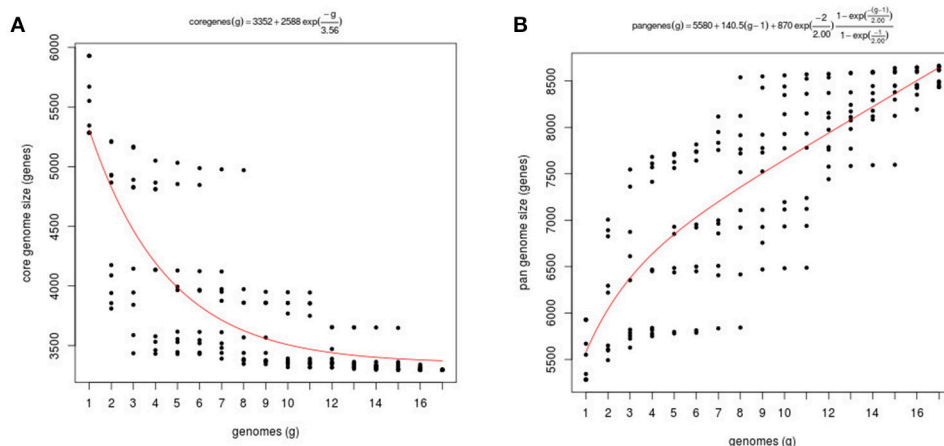 A
coregenes(g) = 3352 + 2588 exp(-g/3.56)
core genome size (genes)
6000
5500
5000
4500
4000
3500
1 2 3 4 5 6 7 8 9 10 12 14 16
genomes (g)
B
pangenes(g) = 5580 + 140.5(g-1) + 870 exp(-2/2.00) (1-exp(-(g-1)/2.00))/(1-exp(-1/2.00))
pan genome size (genes)
8500
8000
7500
7000
6500
6000
5500
1 2 3 4 5 6 7 8 9 10 12 14 16
genomes (g)